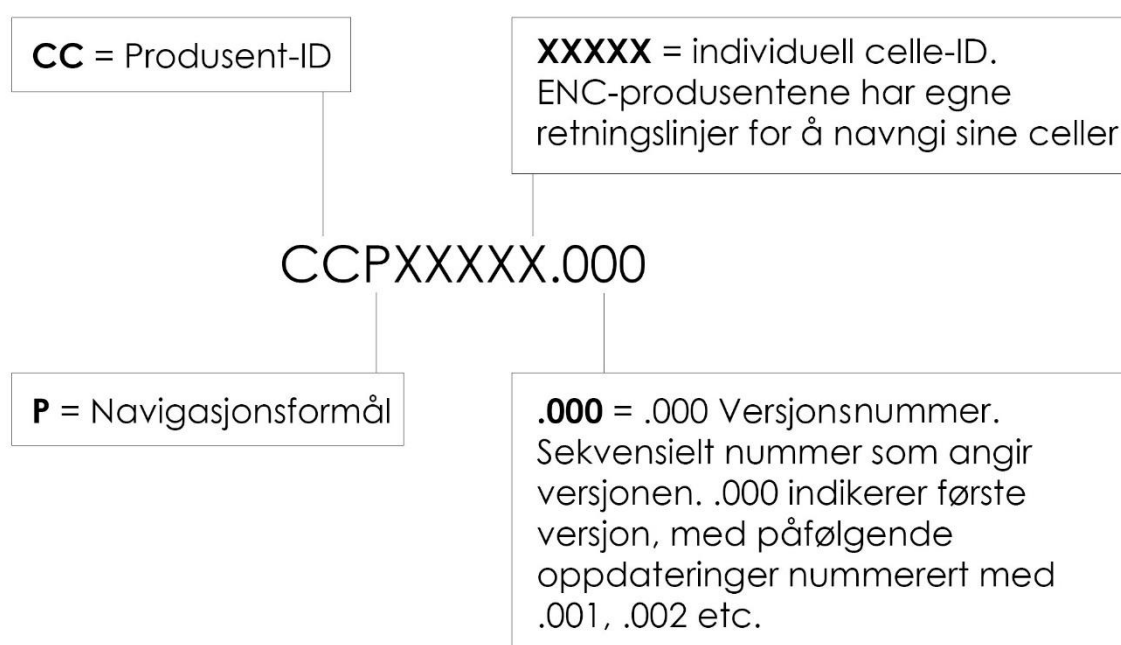 CC = Produsent-ID
XXXXX = individuell celle-ID.
ENC-produsentene har egne
retningslinjer for å navngi sine celler
CCPXXXXX.000
P = Navigasjonsformål
.000 = .000 Versjonsnummer.
Sekvensielt nummer som angir
versjonen. .000 indikerer første
versjon, med påfølgende
oppdateringer nummerert med
.001, .002 etc.